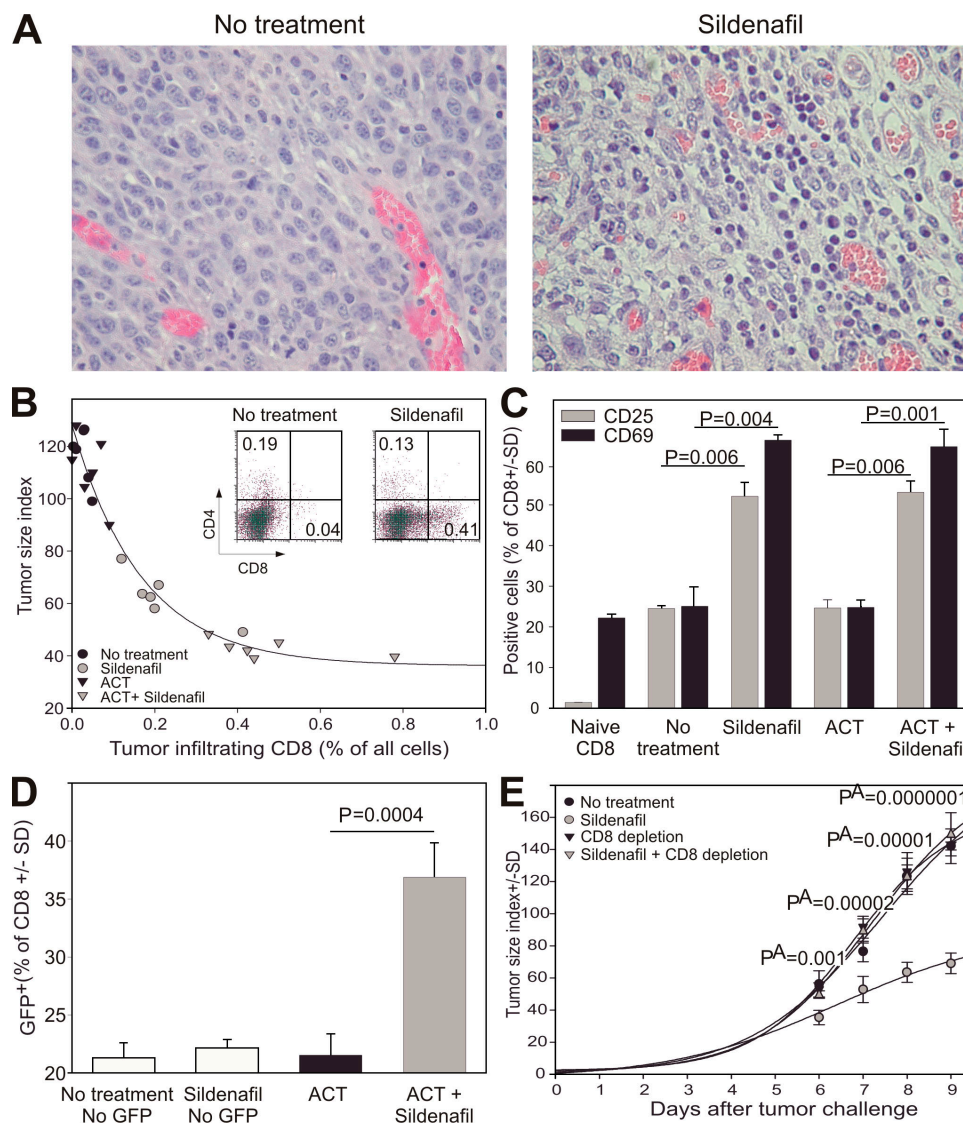 A
No treatment
Sildenafil
B
Tumor size index
120
100
80
60
40
20
0.0
0.2
0.4
0.6
0.8
1.0
Tumor infiltrating CD8 (% of all cells)
No treatment
Sildenafil
ACT
ACT+ Sildenafil
No treatment
Sildenafil
0.19
0.04
0.13
0.41
CD4
CD8
C
CD25
CD69
P=0.004
P=0.006
P=0.001
P=0.006
Positive cells (% of CD8+/-SD)
60
50
40
30
20
10
0
Naive
CD8
No
treatment
Sildenafil
ACT
ACT +
Sildenafil
D
P=0.0004
GFP+(% of CD8 +/- SD)
40
35
30
25
20
No treatment
No GFP
Sildenafil
No GFP
ACT
ACT +
Sildenafil
E
No treatment
Sildenafil
CD8 depletion
Sildenafil + CD8 depletion
PA=0.0000001
PA=0.00001
PA=0.00002
PA=0.001
Tumor size index+/-SD
160
140
120
100
80
60
40
20
0
0
1
2
3
4
5
6
7
8
9
Days after tumor challenge